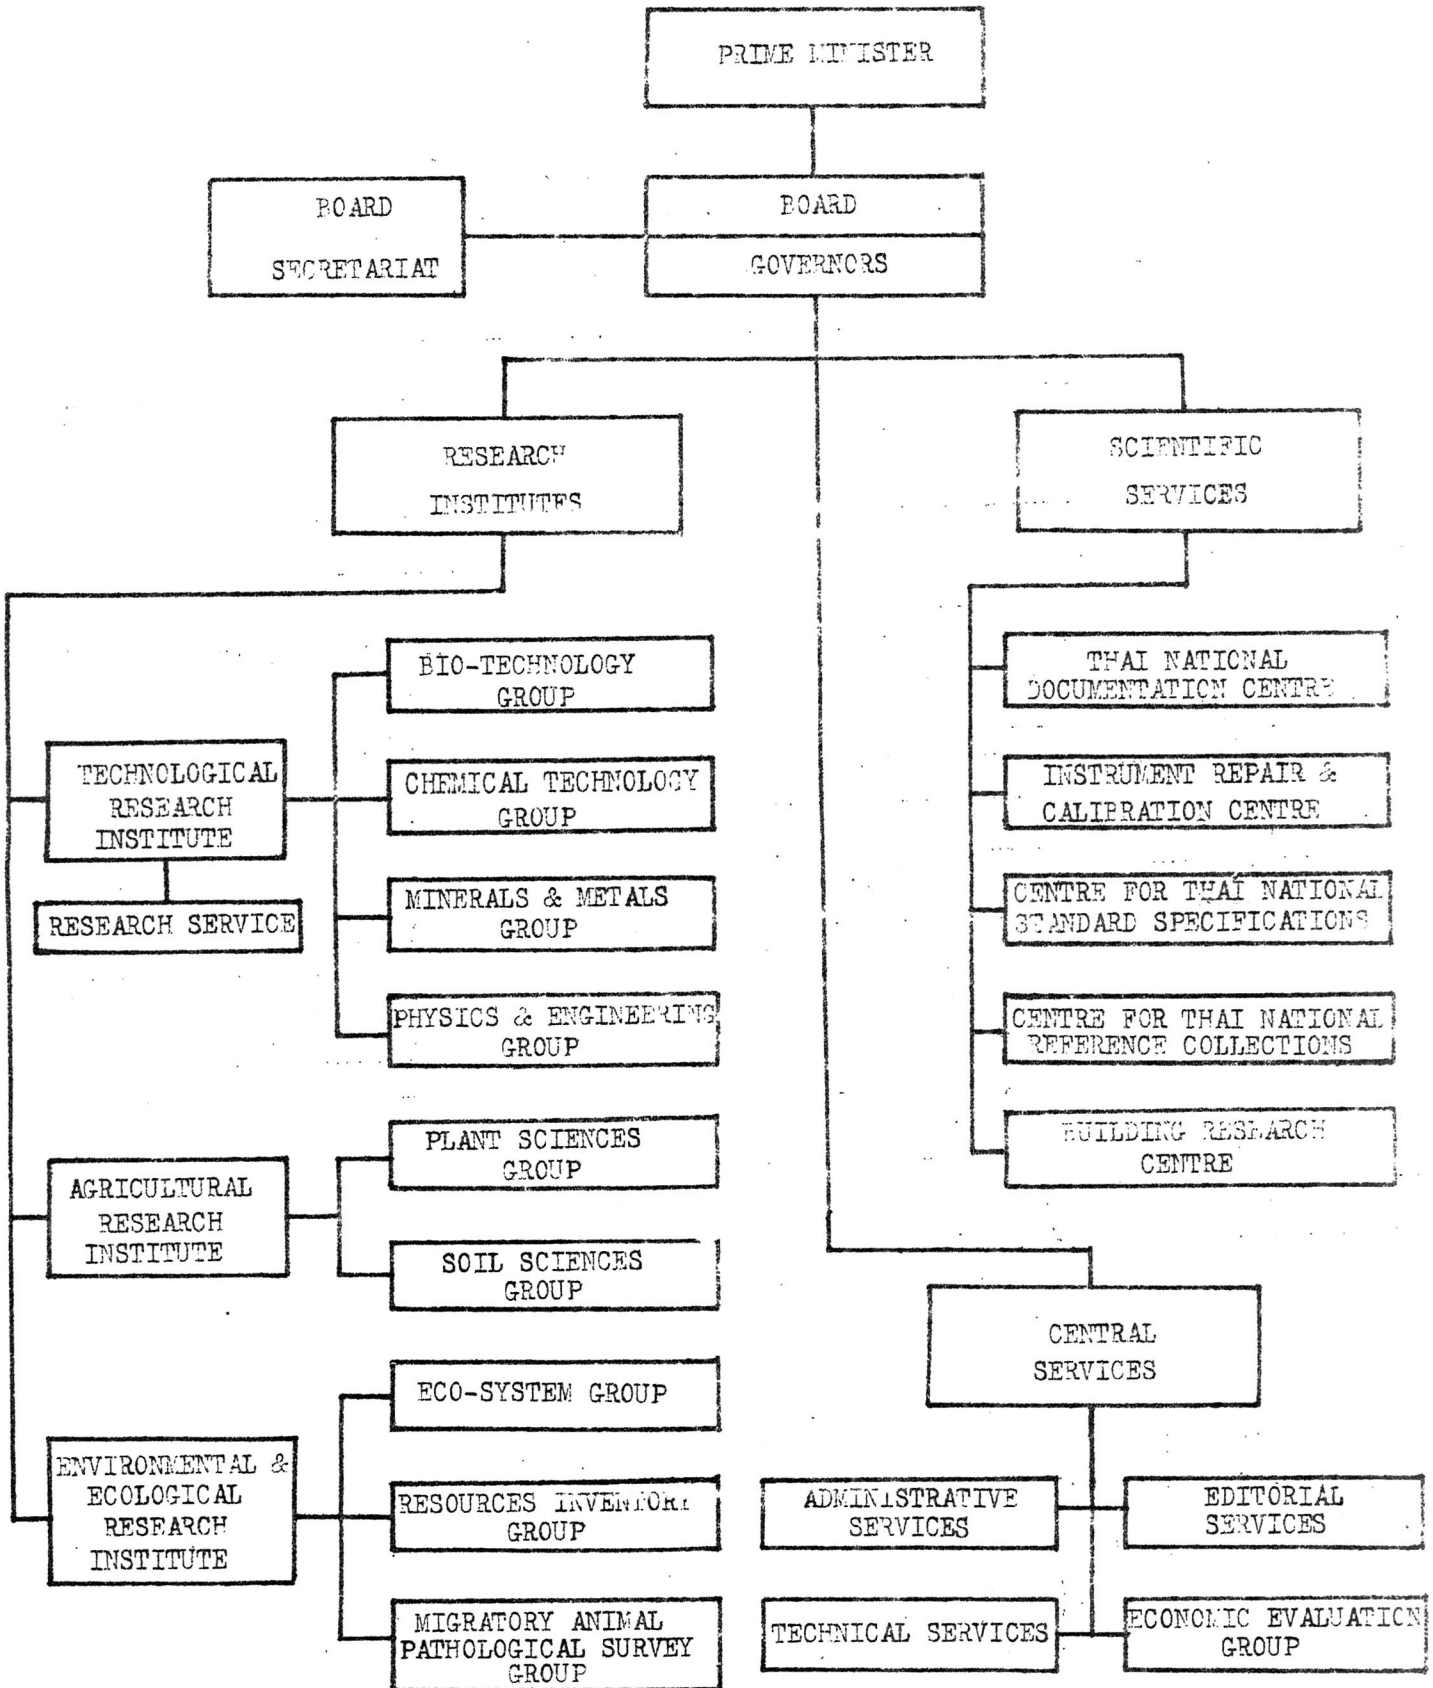 PRIME MINISTER
BOARD
SECRETARIAT
BOARD
GOVERNORS
RESEARCH
INSTITUTES
SCIENTIFIC
SERVICES
BIO-TECHNOLOGY
GROUP
TECHNOLOGICAL
RESEARCH
INSTITUTE
CHEMICAL TECHNOLOGY
GROUP
RESEARCH SERVICE
MINERALS & METALS
GROUP
PHYSICS & ENGINEERING
GROUP
AGRICULTURAL
RESEARCH
INSTITUTE
PLANT SCIENCES
GROUP
SOIL SCIENCES
GROUP
ENVIRONMENTAL &
ECOLOGICAL
RESEARCH
INSTITUTE
ECO-SYSTEM GROUP
RESOURCES INVENTORY
GROUP
MIGRATORY ANIMAL
PATHOLOGICAL SURVEY
GROUP
THAI NATIONAL
DOCUMENTATION CENTRE
INSTRUMENT REPAIR &
CALIBRATION CENTRE
CENTRE FOR THAI NATIONAL
STANDARD SPECIFICATIONS
CENTRE FOR THAI NATIONAL
REFERENCE COLLECTIONS
BUILDING RESEARCH
CENTRE
CENTRAL
SERVICES
ADMINISTRATIVE
SERVICES
EDITORIAL
SERVICES
TECHNICAL SERVICES
ECONOMIC EVALUATION
GROUP